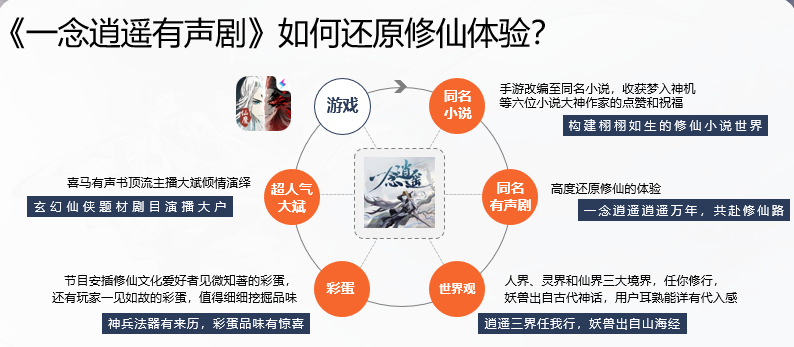 《一念逍遥有声剧》如何还原修仙体验？
游戏
同名
小说
手游改编至同名小说，收获梦入神机
等六位小说大神作家的点赞和祝福
构建栩栩如生的修仙小说世界
喜马有声书顶流主播大斌倾情演绎
玄幻仙侠题材剧目演播大户
超人气
大斌
一念逍遥
同名
有声剧
高度还原修仙的体验
一念逍遥逍遥万年，共赴修仙路
节目安插修仙文化爱好者见微知著的彩蛋，
还有玩家一见如故的彩蛋，值得细细挖掘品味
神兵法器有来历，彩蛋品味有惊喜
彩蛋
世界观
人界、灵界和仙界三大境界，任你修行，
妖兽出自古代神话，用户耳熟能详有代入感
逍遥三界任我行，妖兽出自山海经